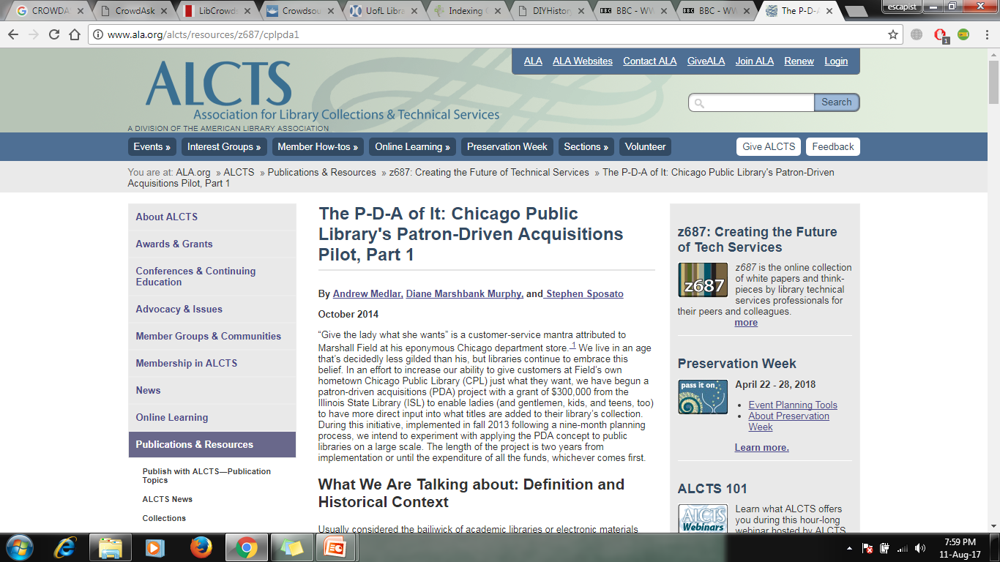 CROWDA
CrowdAsk
LibCrowds
Crowdsou
UofL Libra
Indexing
DIYHistory
BBC - WW
BBC - WW
The P-D-A
escapist
www.ala.org/alcts/resources/z687/cplpda1
1
ALA ALA Websites Contact ALA GiveALA Join ALA Renew Login
ALCTS
Association for Library Collections & Technical Services
A DIVISION OF THE AMERICAN LIBRARY ASSOCIATION
Search
Events » Interest Groups » Member How-tos » Online Learning » Preservation Week Sections » Volunteer Give ALCTS Feedback
You are at: ALA.org » ALCTS » Publications & Resources » z687: Creating the Future of Technical Services » The P-D-A of It: Chicago Public Library's Patron-Driven
Acquisitions Pilot, Part 1
About ALCTS
Awards & Grants
Conferences & Continuing
Education
Advocacy & Issues
Member Groups & Communities
Membership in ALCTS
News
Online Learning
Publications & Resources
Publish with ALCTS—Publication
Topics
ALCTS News
Collections
The P-D-A of It: Chicago Public
Library's Patron-Driven Acquisitions
Pilot, Part 1
By Andrew Medlar, Diane Marshbank Murphy, and Stephen Sposato
October 2014
“Give the lady what she wants” is a customer-service mantra attributed to
Marshall Field at his eponymous Chicago department store. 1 We live in an age
that’s decidedly less gilded than his, but libraries continue to embrace this
belief. In an effort to increase our ability to give customers at Field’s own
hometown Chicago Public Library (CPL) just what they want, we have begun a
patron-driven acquisitions (PDA) project with a grant of $300,000 from the
Illinois State Library (ISL) to enable ladies (and gentlemen, kids, and teens, too)
to have more direct input into what titles are added to their library’s collection.
During this initiative, implemented in fall 2013 following a nine-month planning
process, we intend to experiment with applying the PDA concept to public
libraries on a large scale. The length of the project is two years from
implementation or until the expenditure of all the funds, whichever comes first.
What We Are Talking about: Definition and
Historical Context
Usually considered the bailiwick of academic libraries or electronic materials
z687: Creating the Future
of Tech Services
z687
z687 is the online collection
of white papers and think-
pieces by library technical
services professionals for
their peers and colleagues.
more
Preservation Week
pass it on
April 22 - 28, 2018
Event Planning Tools
About Preservation
Week
Learn more.
ALCTS 101
ALCTS
Webinars
Learn what ALCTS offers
you during this hour-long
webinar hosted by ALCTS
7:59 PM
11-Aug-17